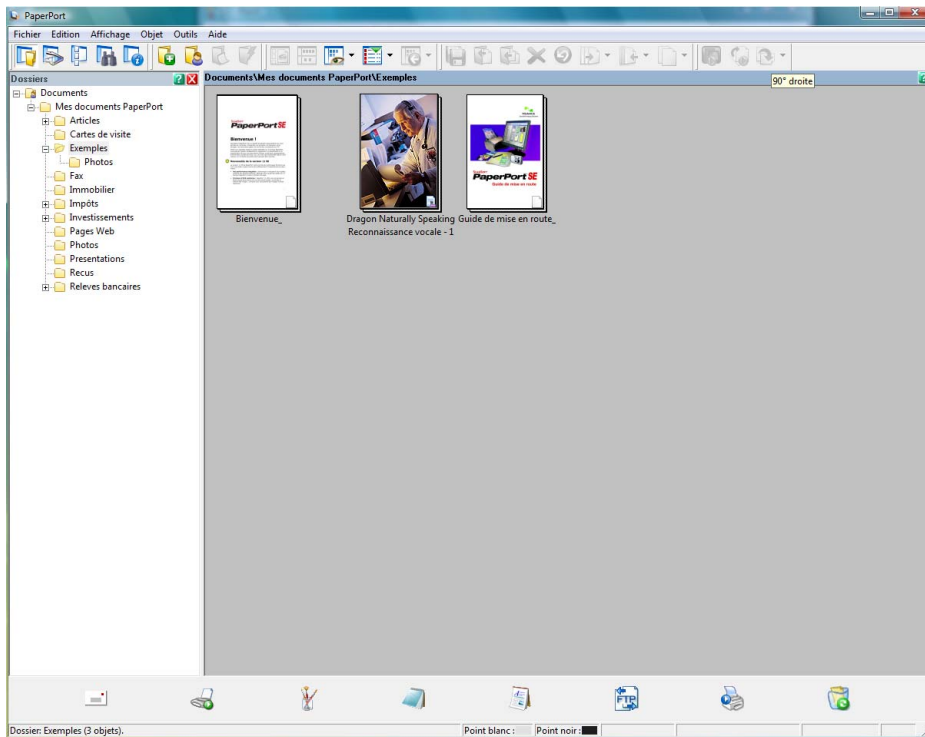 PaperPort
Fichier Edition Affichage Objet Outils Aide
Dossiers
Documents\Mes documents PaperPort\Exemples
90° droite
Documents
Mes documents PaperPort
Articles
Cartes de visite
Exemples
Photos
Fax
Immobilier
Impôts
Investissements
Pages Web
Photos
Presentations
Recus
Releves bancaires
PaperPort SE
Bienvenue !
Bienvenue_
Dragon Naturally Speaking
Reconnaissance vocale - 1
PaperPort SE
Guide de mise en route
Guide de mise en route_
FTP
Dossier: Exemples (3 objets).
Point blanc :
Point noir :